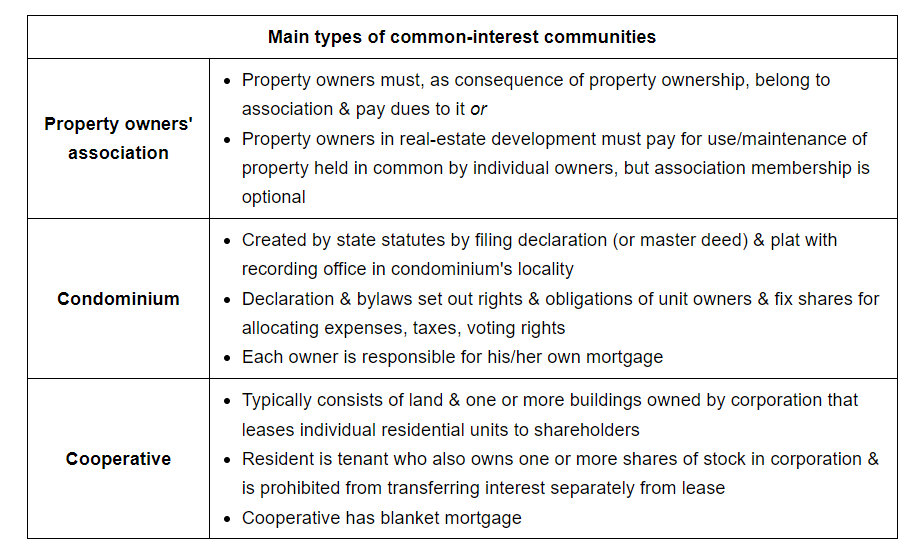 Main types of common-interest communities
Property owners'
association
• Property owners must, as consequence of property ownership, belong to
association & pay dues to it or
• Property owners in real-estate development must pay for use/maintenance of
property held in common by individual owners, but association membership is
optional
Condominium
• Created by state statutes by filing declaration (or master deed) & plat with
recording office in condominium's locality
• Declaration & bylaws set out rights & obligations of unit owners & fix shares for
allocating expenses, taxes, voting rights
• Each owner is responsible for his/her own mortgage
Cooperative
• Typically consists of land & one or more buildings owned by corporation that
leases individual residential units to shareholders
• Resident is tenant who also owns one or more shares of stock in corporation &
is prohibited from transferring interest separately from lease
• Cooperative has blanket mortgage